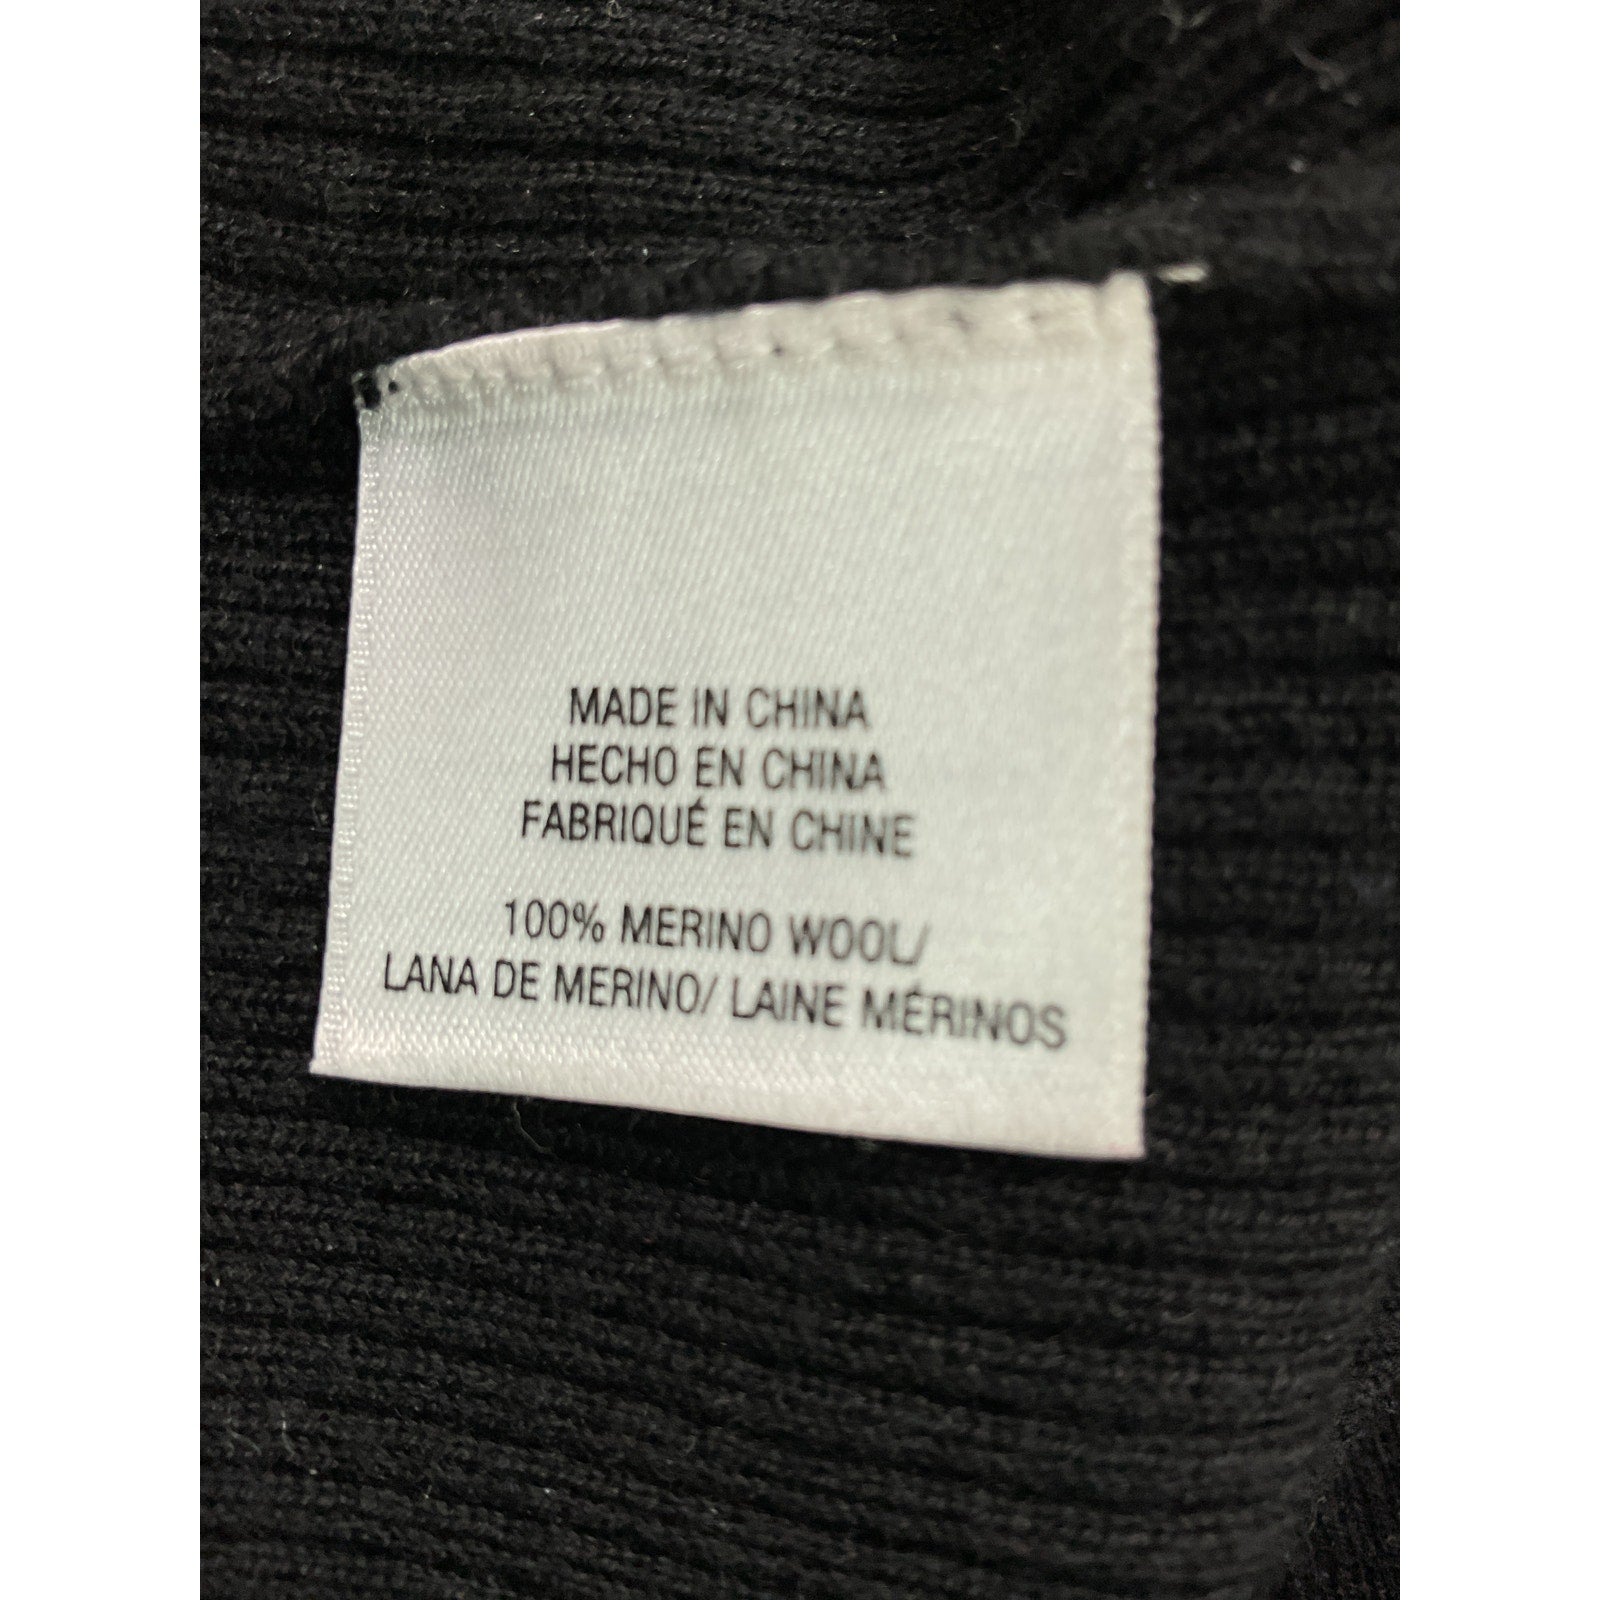 MADE IN CHINA
HECHO EN CHINA
FABRIQUÉ EN CHINE
100% MERINO WOOL/
LANA DE MERINO/ LAINE MÉRINOS